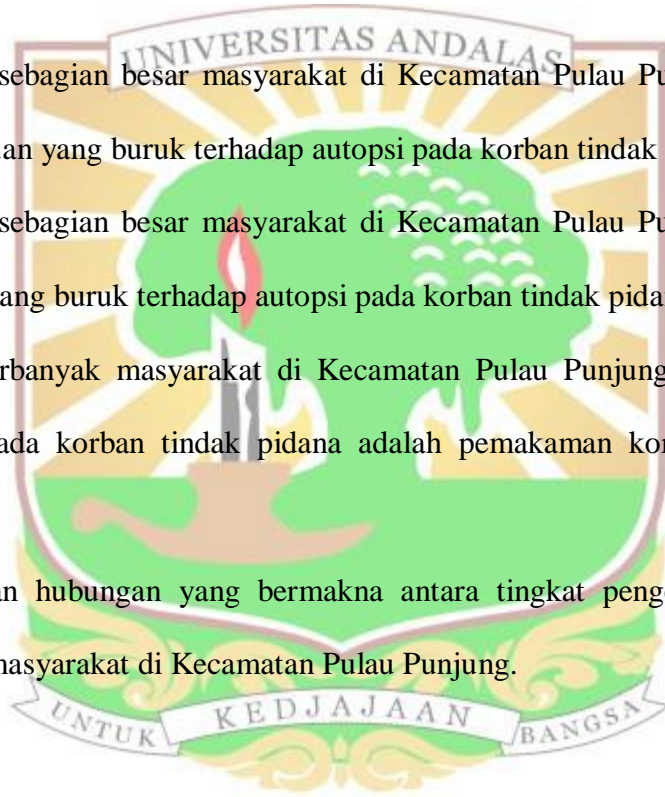 UNIVERSITAS ANDALAS
sebagian besar masyarakat di Kecamatan Pulau Pu
an yang buruk terhadap autopsi pada korban tindak
sebagian besar masyarakat di Kecamatan Pulau Pu
ang buruk terhadap autopsi pada korban tindak pida
rbanyak masyarakat di Kecamatan Pulau Punjung
ada korban tindak pidana adalah pemakaman kor
an hubungan yang bermakna antara tingkat penge
masyarakat di Kecamatan Pulau Punjung.
UNTUK KEDJAJAAN BANGSA